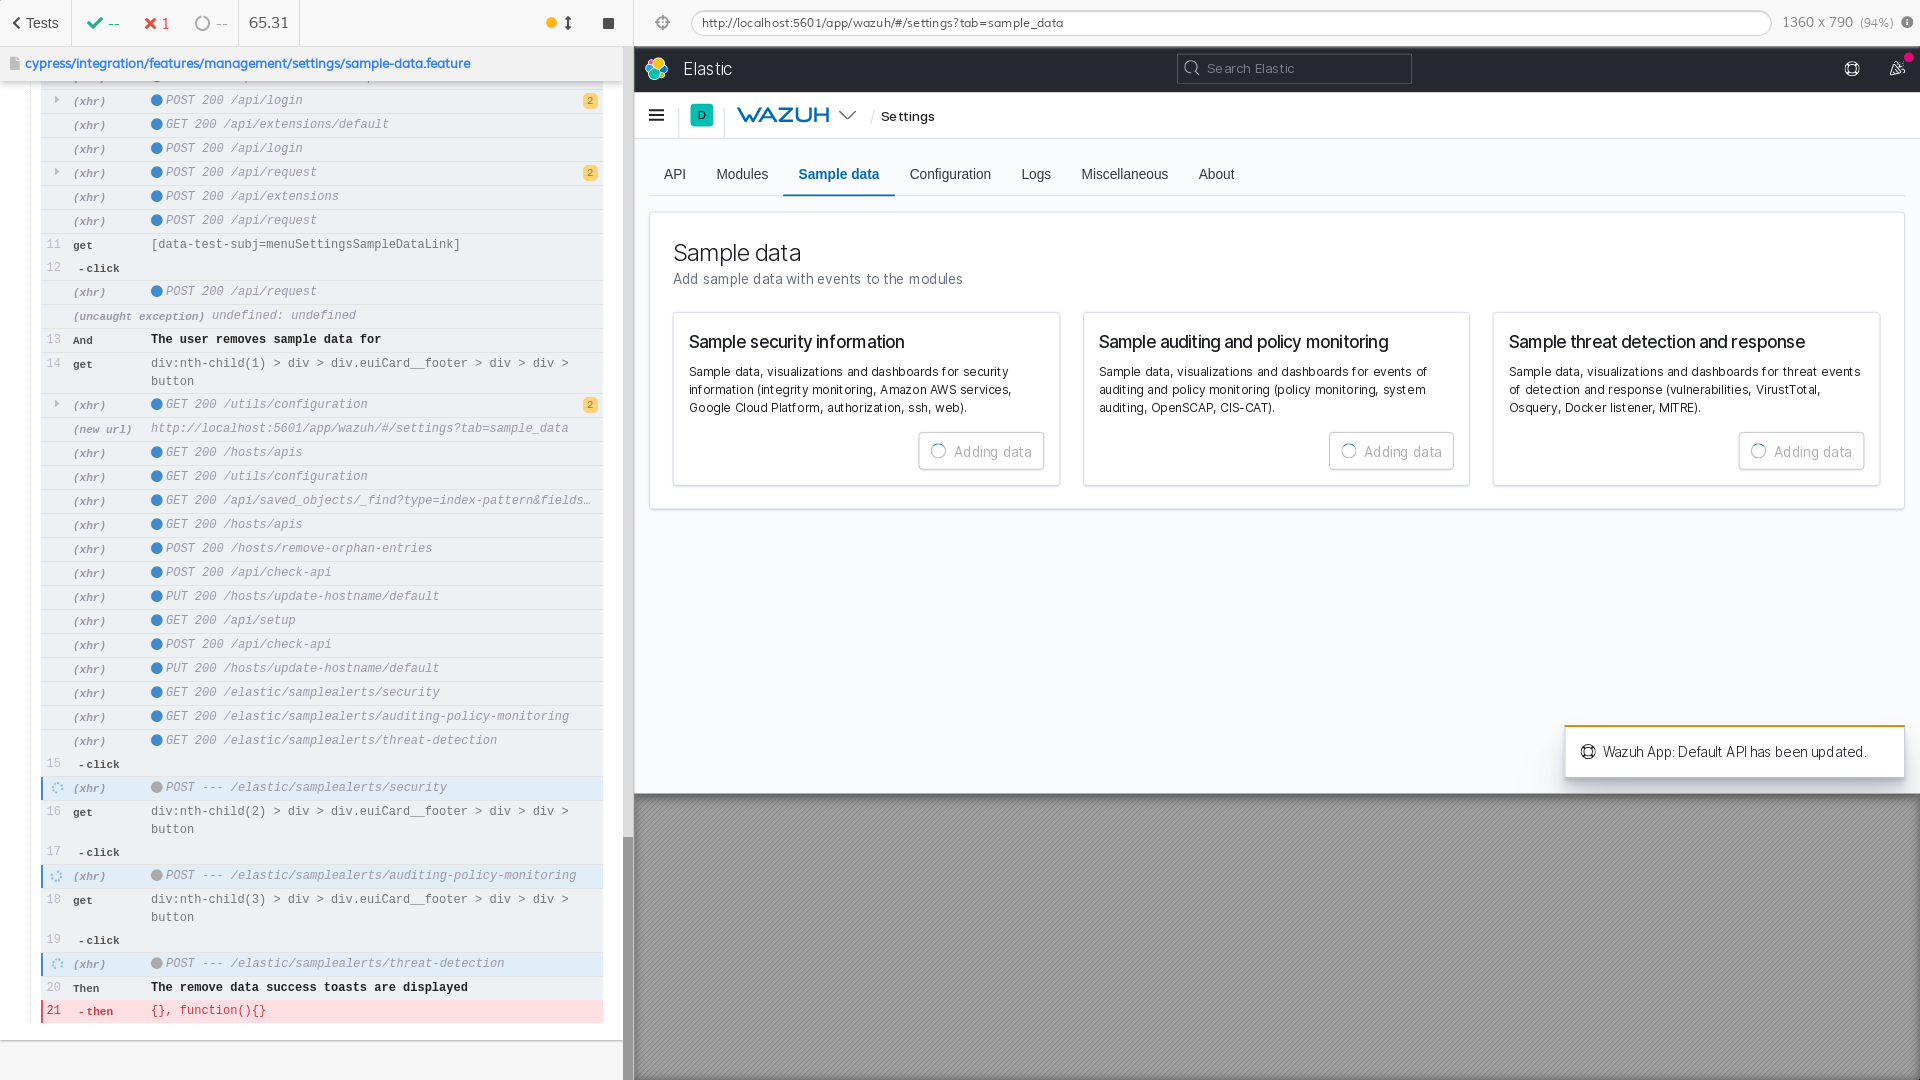 Tests
--
1
--
65.31
http://localhost:5601/app/wazuh/#/settings?tab=sample_data
1360 x 790 (94%)
cypress/integration/features/management/settings/sample-data.feature
(xhr) POST 200 /api/login 2
(xhr) GET 200 /api/extensions/default
(xhr) POST 200 /api/login
(xhr) POST 200 /api/request 2
(xhr) POST 200 /api/extensions
(xhr) POST 200 /api/request
11 get [data-test-subj=menuSettingsSampleDataLink]
12 -click
(xhr) POST 200 /api/request
(uncaught exception) undefined: undefined
13 And The user removes sample data for
14 get div:nth-child(1) > div > div.euiCard__footer > div > div >
button
(xhr) GET 200 /utils/configuration 2
(new url) http://localhost:5601/app/wazuh/#/settings?tab=sample_data
(xhr) GET 200 /hosts/apis
(xhr) GET 200 /utils/configuration
(xhr) GET 200 /api/saved_objects/_find?type=index-pattern&fields…
(xhr) GET 200 /hosts/apis
(xhr) POST 200 /hosts/remove-orphan-entries
(xhr) POST 200 /api/check-api
(xhr) PUT 200 /hosts/update-hostname/default
(xhr) GET 200 /api/setup
(xhr) POST 200 /api/check-api
(xhr) PUT 200 /hosts/update-hostname/default
(xhr) GET 200 /elastic/samplealerts/security
(xhr) GET 200 /elastic/samplealerts/auditing-policy-monitoring
(xhr) GET 200 /elastic/samplealerts/threat-detection
15 -click
(xhr) POST --- /elastic/samplealerts/security
16 get div:nth-child(2) > div > div.euiCard__footer > div > div >
button
17 -click
(xhr) POST --- /elastic/samplealerts/auditing-policy-monitoring
18 get div:nth-child(3) > div > div.euiCard__footer > div > div >
button
19 -click
(xhr) POST --- /elastic/samplealerts/threat-detection
20 Then The remove data success toasts are displayed
21 -then {}, function(){}
Elastic
Search Elastic
D
WAZUH
/ Settings
API Modules Sample data Configuration Logs Miscellaneous About
Sample data
Add sample data with events to the modules
Sample security information
Sample data, visualizations and dashboards for security
information (integrity monitoring, Amazon AWS services,
Google Cloud Platform, authorization, ssh, web).
Adding data
Sample auditing and policy monitoring
Sample data, visualizations and dashboards for events of
auditing and policy monitoring (policy monitoring, system
auditing, OpenSCAP, CIS-CAT).
Adding data
Sample threat detection and response
Sample data, visualizations and dashboards for threat events
of detection and response (vulnerabilities, VirustTotal,
Osquery, Docker listener, MITRE).
Adding data
Wazuh App: Default API has been updated.